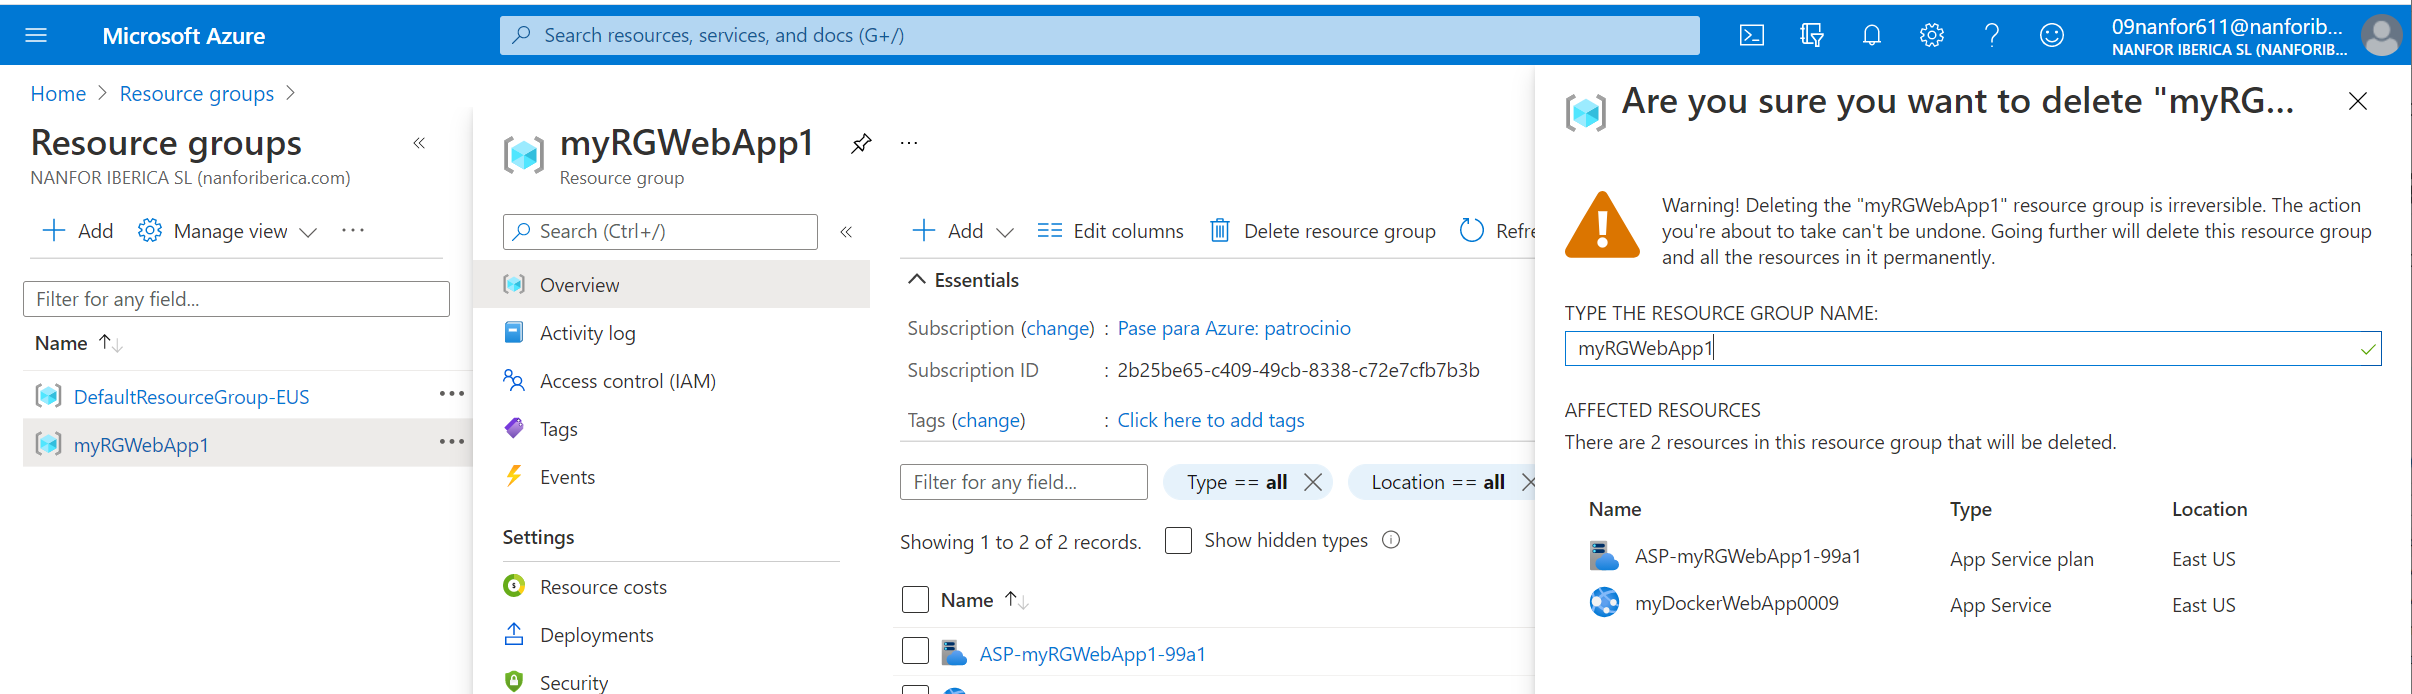 Microsoft Azure
Search resources, services, and docs (G+/)
09nanfor611@nanforib...
NANFOR IBERICA SL (NANFORIB...
Home > Resource groups >
Resource groups
NANFOR IBERICA SL (nanforiberica.com)
Add Manage view ...
Filter for any field...
Name
DefaultResourceGroup-EUS ...
myRGWebApp1 ...
myRGWebApp1 ...
Resource group
Search (Ctrl+/)
Overview
Activity log
Access control (IAM)
Tags
Events
Settings
Resource costs
Deployments
Security
Add Edit columns Delete resource group Refre
Essentials
Subscription (change) : Pase para Azure: patrocinio
Subscription ID : 2b25be65-c409-49cb-8338-c72e7cfb7b3b
Tags (change) : Click here to add tags
Filter for any field... Type == all Location == all
Showing 1 to 2 of 2 records. Show hidden types
Name
ASP-myRGWebApp1-99a1
Are you sure you want to delete "myRG...
Warning! Deleting the "myRGWebApp1" resource group is irreversible. The action
you're about to take can't be undone. Going further will delete this resource group
and all the resources in it permanently.
TYPE THE RESOURCE GROUP NAME:
myRGWebApp1
AFFECTED RESOURCES
There are 2 resources in this resource group that will be deleted.
Name Type Location
ASP-myRGWebApp1-99a1 App Service plan East US
myDockerWebApp0009 App Service East US